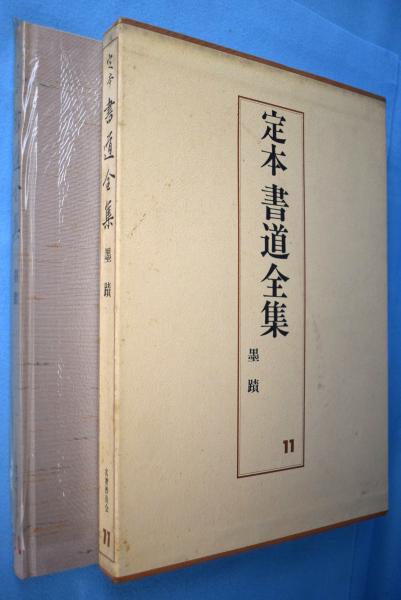 定本 書道全集
墨蹟
11
定本 書道全集 墨蹟
11